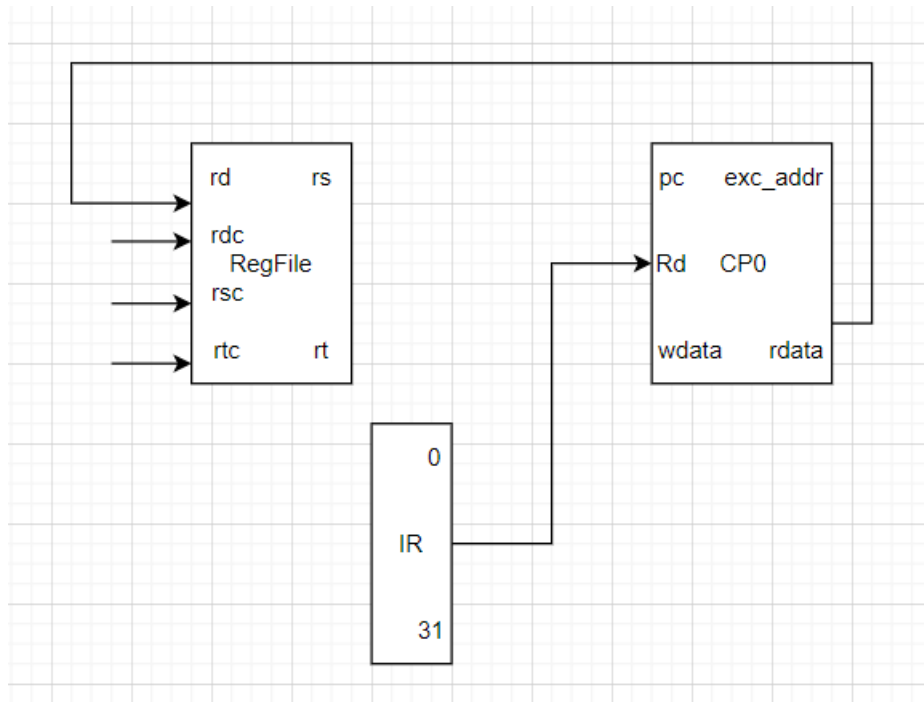 rd rs
rdc
RegFile
rsc
rtc rt
pc exc_addr
Rd CP0
wdata rdata
0
IR
31